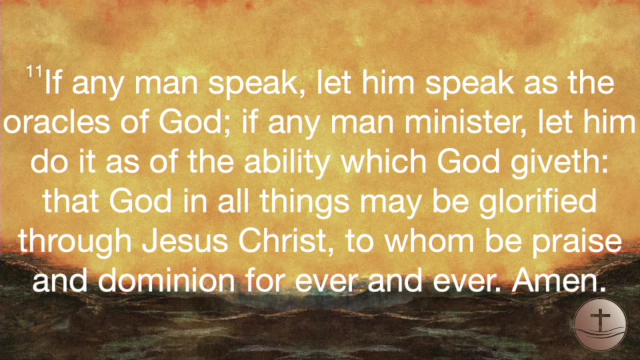 11If any man speak, let him speak as the
oracles of God; if any man minister, let him
do it as of the ability which God giveth:
that God in all things may be glorified
through Jesus Christ, to whom be praise
and dominion for ever and ever. Amen.